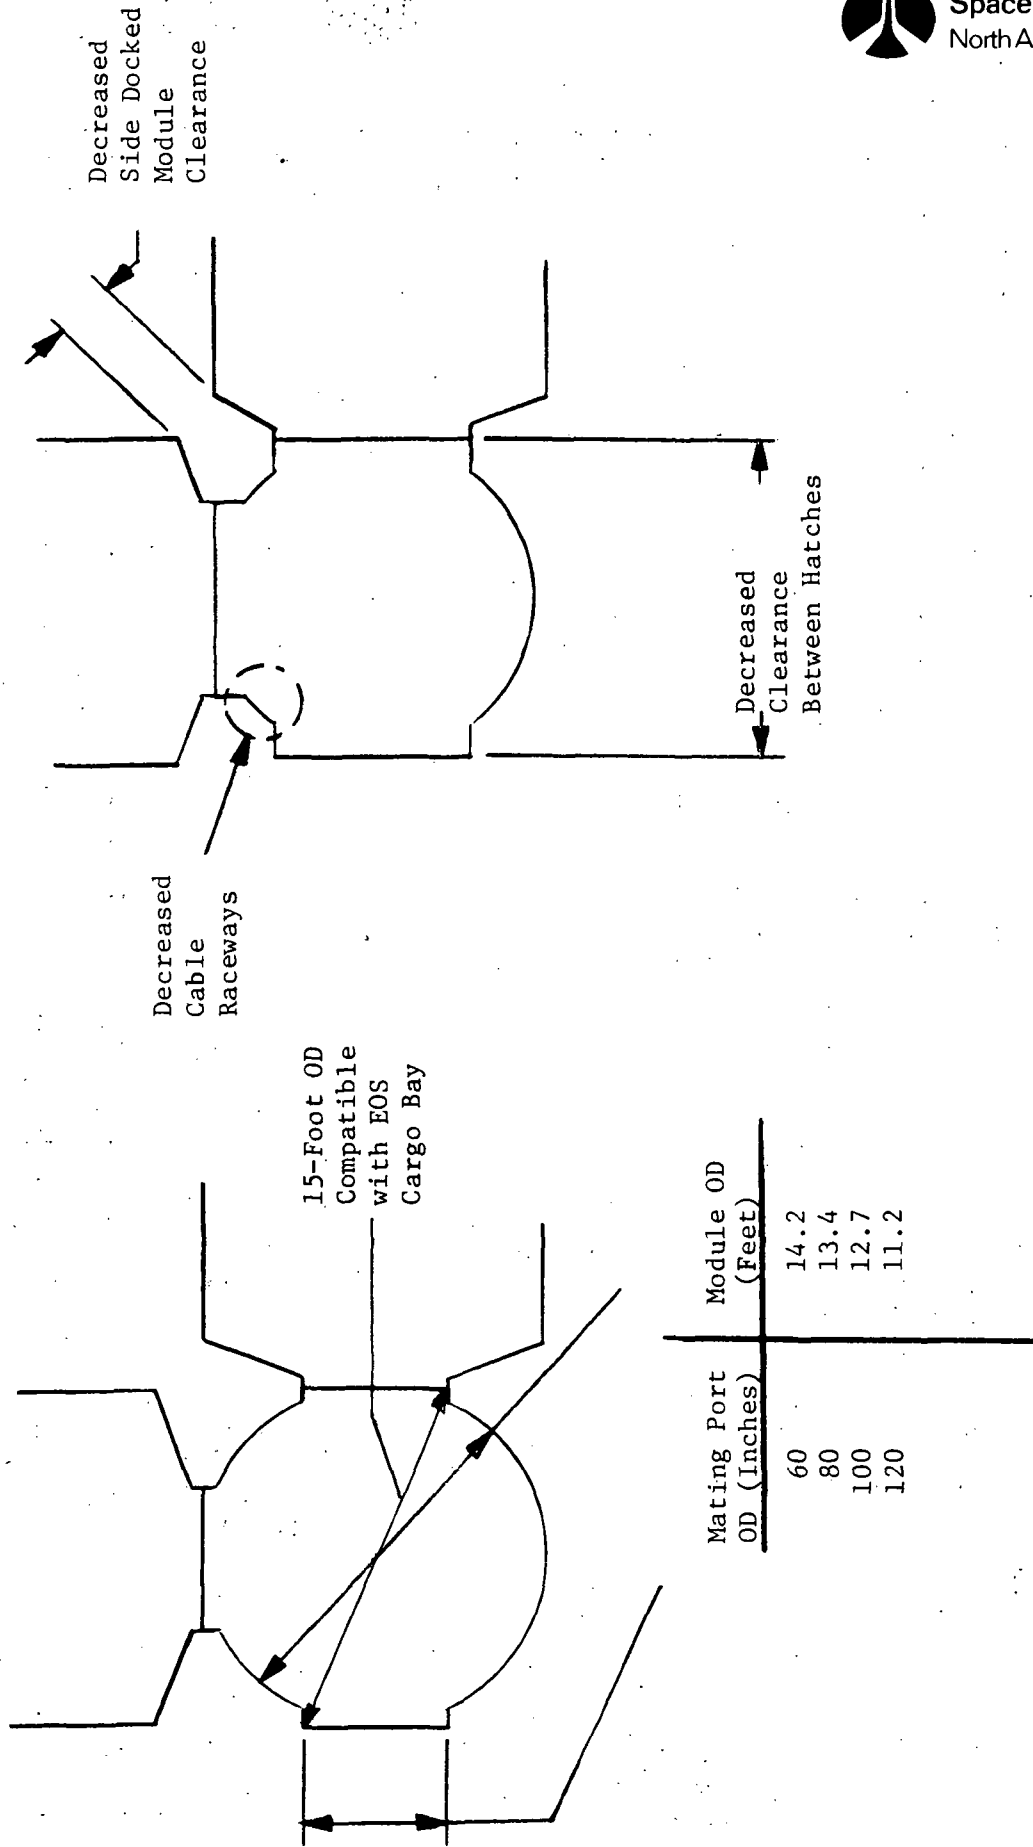 Space
North A
Decreased
Side Docked
Module
Clearance
Decreased
Cable
Raceways
Decreased
Clearance
Between Hatches
15-Foot OD
Compatible
with EOS
Cargo Bay
Mating Port Module OD
OD (Inches) (Feet)
60 14.2
80 13.4
100 12.7
120 11.2